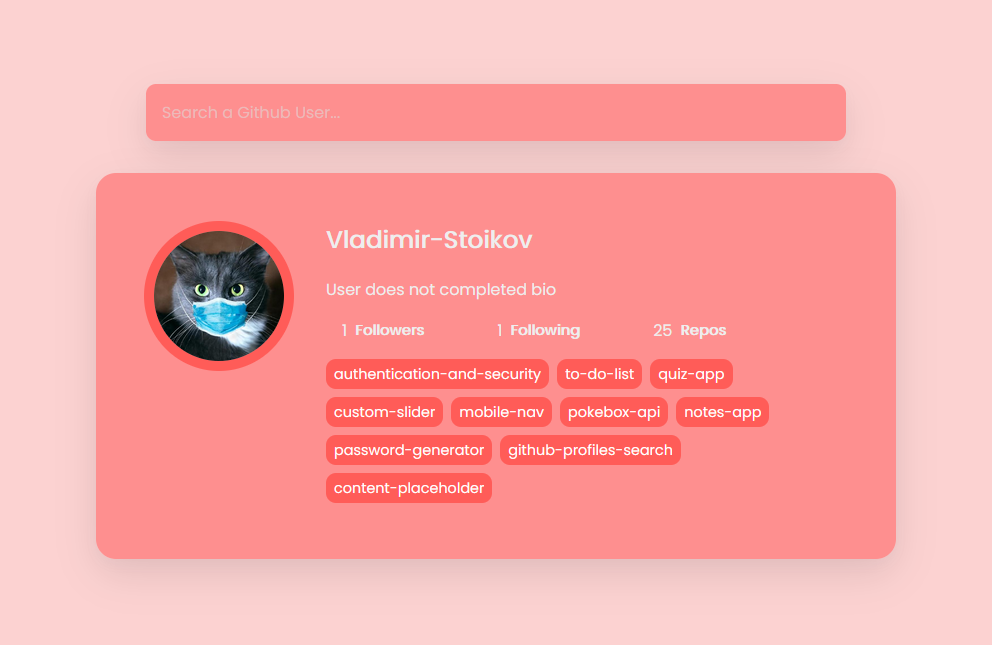 Search a Github User...
Vladimir-Stoikov
User does not completed bio
1 Followers 1 Following 25 Repos
authentication-and-security to-do-list quiz-app
custom-slider mobile-nav pokebox-api notes-app
password-generator github-profiles-search
content-placeholder